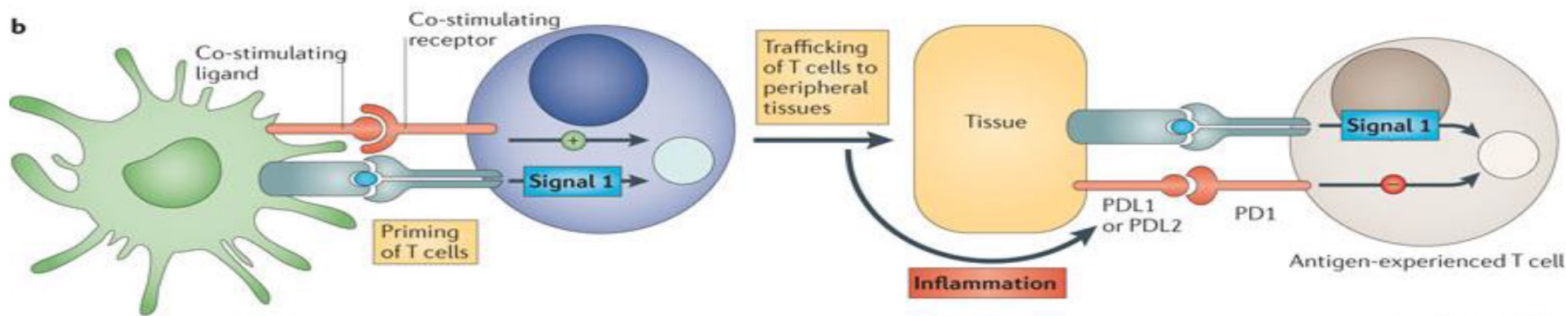 b
Co-stimulating
ligand
Co-stimulating
receptor
+
Signal 1
Priming
of T cells
Trafficking
of T cells to
peripheral
tissues
Inflammation
Tissue
PDL1
or PDL2
PD1
Signal 1
–
Antigen-experienced T cell